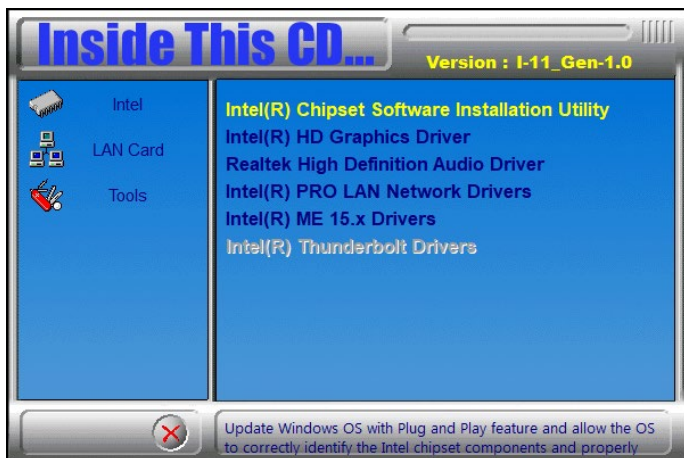 Inside This CD...
Version : I-11_Gen-1.0
Intel
LAN Card
Tools
Intel(R) Chipset Software Installation Utility
Intel(R) HD Graphics Driver
Realtek High Definition Audio Driver
Intel(R) PRO LAN Network Drivers
Intel(R) ME 15.x Drivers
Intel(R) Thunderbolt Drivers
Update Windows OS with Plug and Play feature and allow the OS
to correctly identify the Intel chipset components and properly